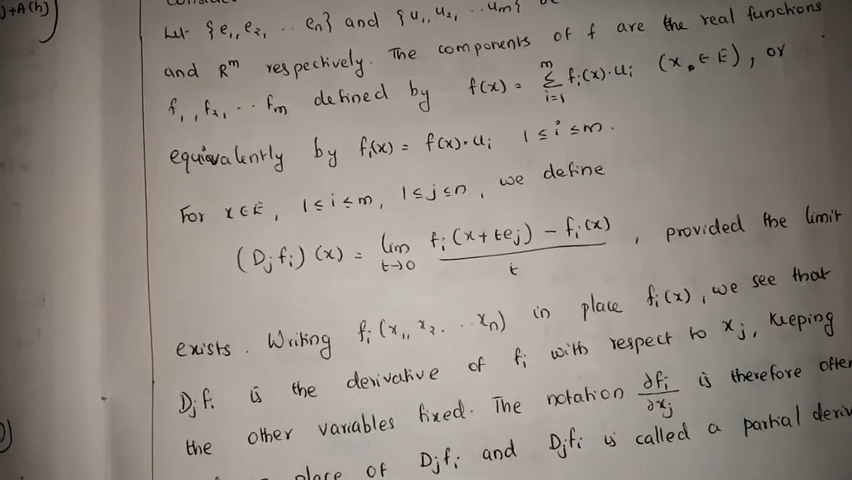 )+A(h)
Let {e₁, e₂, .. eₙ} and {u₁, u₂, .. uₘ}
and Rᵐ respectively. The components of f are the real functions
f₁, f₂, .. fₘ defined by f(x) = Σᵢ₌₁ᵐ fᵢ(x)·uᵢ (x ∈ E), or
equivalently by fᵢ(x) = f(x)·uᵢ 1 ≤ i ≤ m.
For x ∈ E, 1 ≤ i ≤ m, 1 ≤ j ≤ n, we define
(Dⱼ fᵢ)(x) = lim t→0 (fᵢ(x+teⱼ) − fᵢ(x))/t, provided the limit
exists. Writing fᵢ(x₁, x₂. .. xₙ) in place fᵢ(x), we see that
Dⱼfᵢ is the derivative of fᵢ with respect to xⱼ, keeping
the other variables fixed. The notation ∂fᵢ/∂xⱼ is therefore often
place of Dⱼfᵢ and Dⱼfᵢ is called a partial deriv